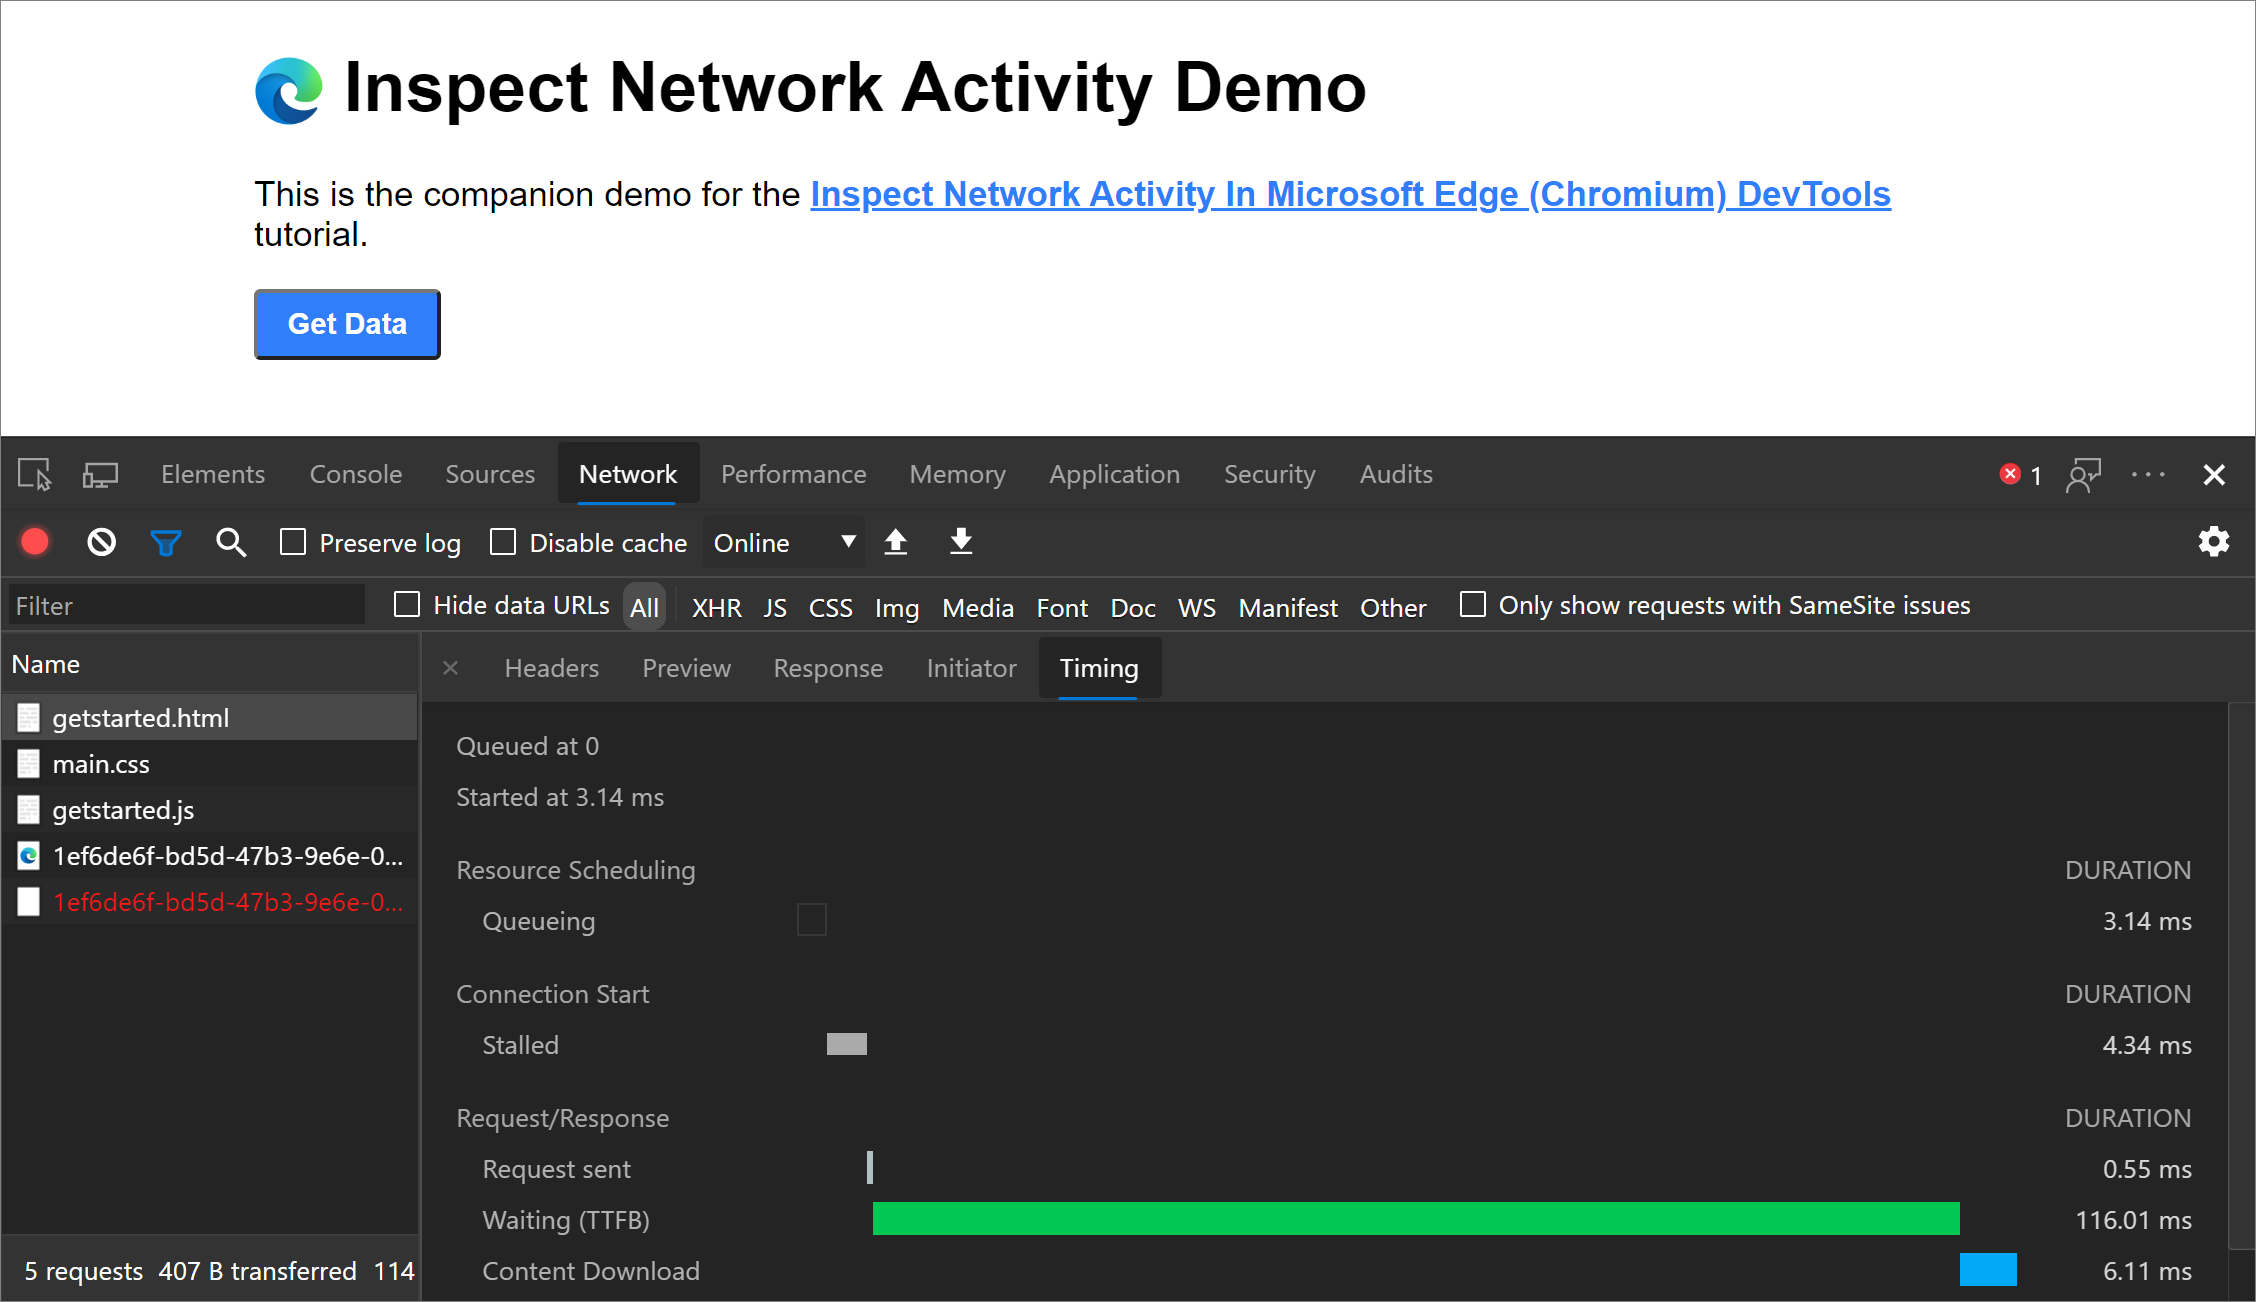 Inspect Network Activity Demo
This is the companion demo for the Inspect Network Activity In Microsoft Edge (Chromium) DevTools
tutorial.
Get Data
Elements Console Sources Network Performance Memory Application Security Audits 1
Preserve log Disable cache Online
Filter Hide data URLs All XHR JS CSS Img Media Font Doc WS Manifest Other Only show requests with SameSite issues
Name
getstarted.html
main.css
getstarted.js
1ef6de6f-bd5d-47b3-9e6e-0...
1ef6de6f-bd5d-47b3-9e6e-0...
5 requests 407 B transferred 114
Headers Preview Response Initiator Timing
Queued at 0
Started at 3.14 ms
Resource Scheduling DURATION
Queueing 3.14 ms
Connection Start DURATION
Stalled 4.34 ms
Request/Response DURATION
Request sent 0.55 ms
Waiting (TTFB) 116.01 ms
Content Download 6.11 ms